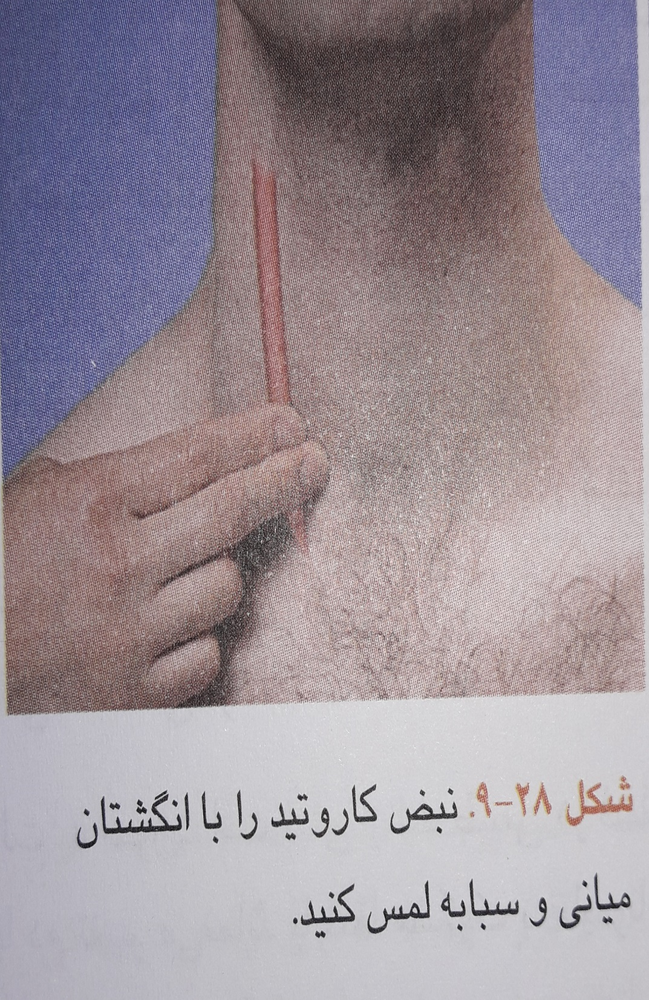 شکل ۲۸-۹. نبض کاروتید را با انگشتان
میانی و سبابه لمس کنید.